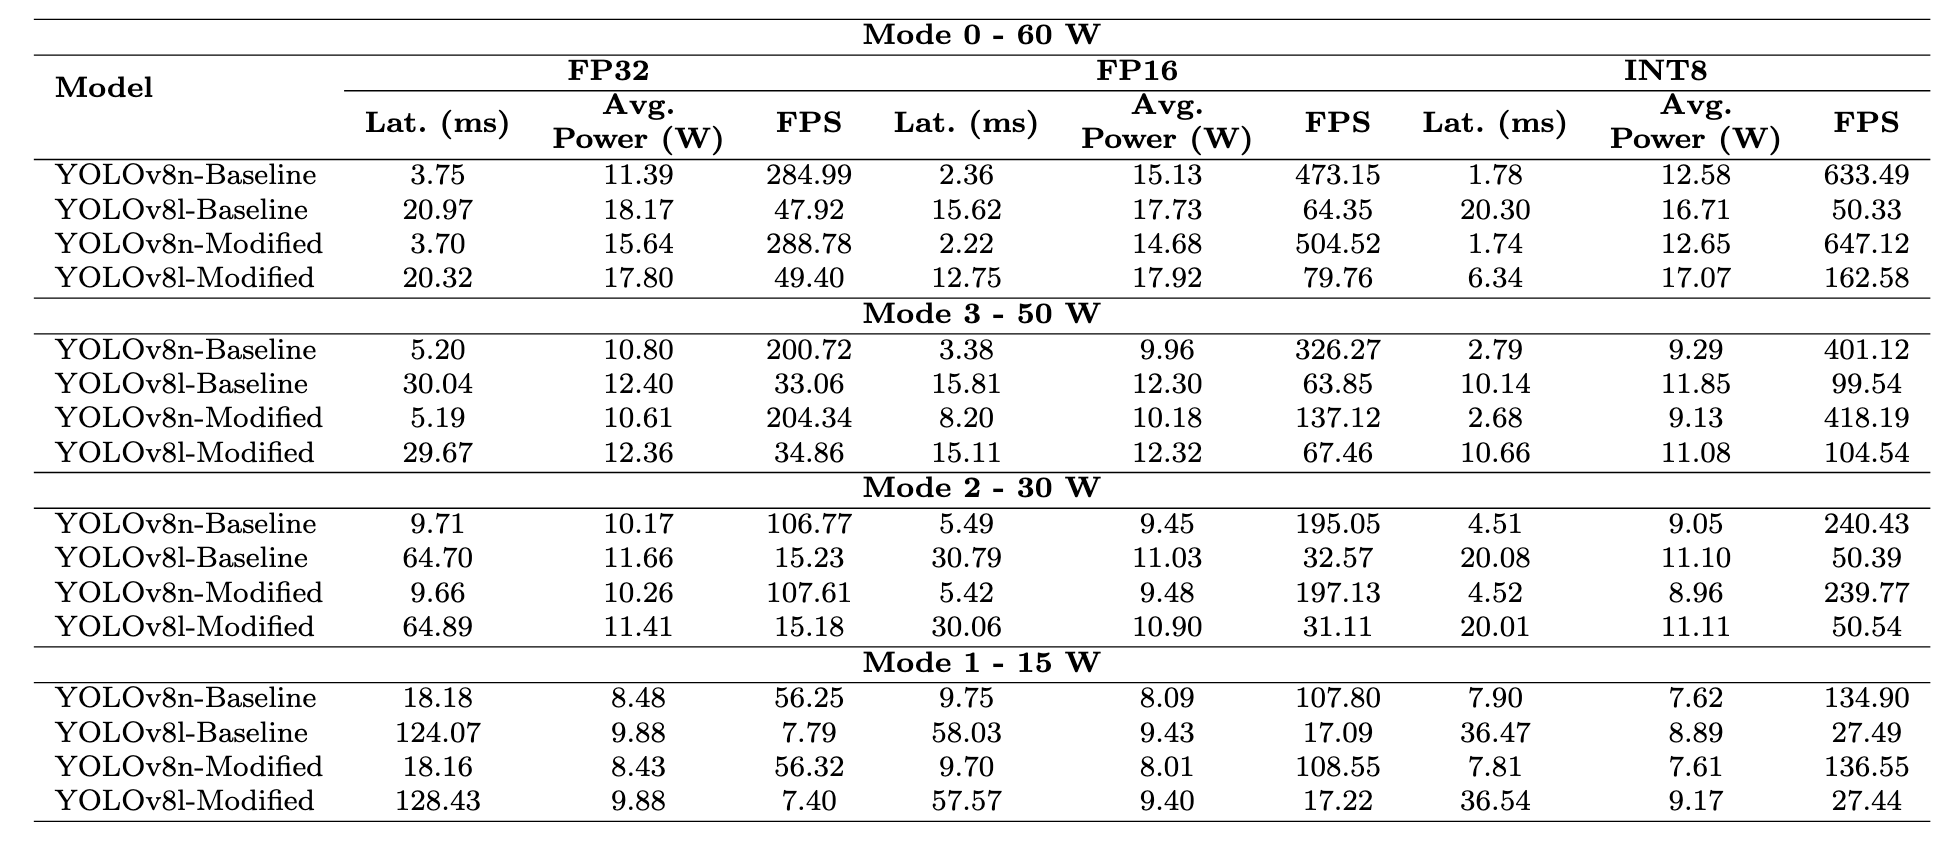 Mode 0 - 60 W
Model FP32 FP16 INT8
Lat. (ms) Avg. Power (W) FPS Lat. (ms) Avg. Power (W) FPS Lat. (ms) Avg. Power (W) FPS
YOLOv8n-Baseline 3.75 11.39 284.99 2.36 15.13 473.15 1.78 12.58 633.49
YOLOv8l-Baseline 20.97 18.17 47.92 15.62 17.73 64.35 20.30 16.71 50.33
YOLOv8n-Modified 3.70 15.64 288.78 2.22 14.68 504.52 1.74 12.65 647.12
YOLOv8l-Modified 20.32 17.80 49.40 12.75 17.92 79.76 6.34 17.07 162.58
Mode 3 - 50 W
YOLOv8n-Baseline 5.20 10.80 200.72 3.38 9.96 326.27 2.79 9.29 401.12
YOLOv8l-Baseline 30.04 12.40 33.06 15.81 12.30 63.85 10.14 11.85 99.54
YOLOv8n-Modified 5.19 10.61 204.34 8.20 10.18 137.12 2.68 9.13 418.19
YOLOv8l-Modified 29.67 12.36 34.86 15.11 12.32 67.46 10.66 11.08 104.54
Mode 2 - 30 W
YOLOv8n-Baseline 9.71 10.17 106.77 5.49 9.45 195.05 4.51 9.05 240.43
YOLOv8l-Baseline 64.70 11.66 15.23 30.79 11.03 32.57 20.08 11.10 50.39
YOLOv8n-Modified 9.66 10.26 107.61 5.42 9.48 197.13 4.52 8.96 239.77
YOLOv8l-Modified 64.89 11.41 15.18 30.06 10.90 31.11 20.01 11.11 50.54
Mode 1 - 15 W
YOLOv8n-Baseline 18.18 8.48 56.25 9.75 8.09 107.80 7.90 7.62 134.90
YOLOv8l-Baseline 124.07 9.88 7.79 58.03 9.43 17.09 36.47 8.89 27.49
YOLOv8n-Modified 18.16 8.43 56.32 9.70 8.01 108.55 7.81 7.61 136.55
YOLOv8l-Modified 128.43 9.88 7.40 57.57 9.40 17.22 36.54 9.17 27.44